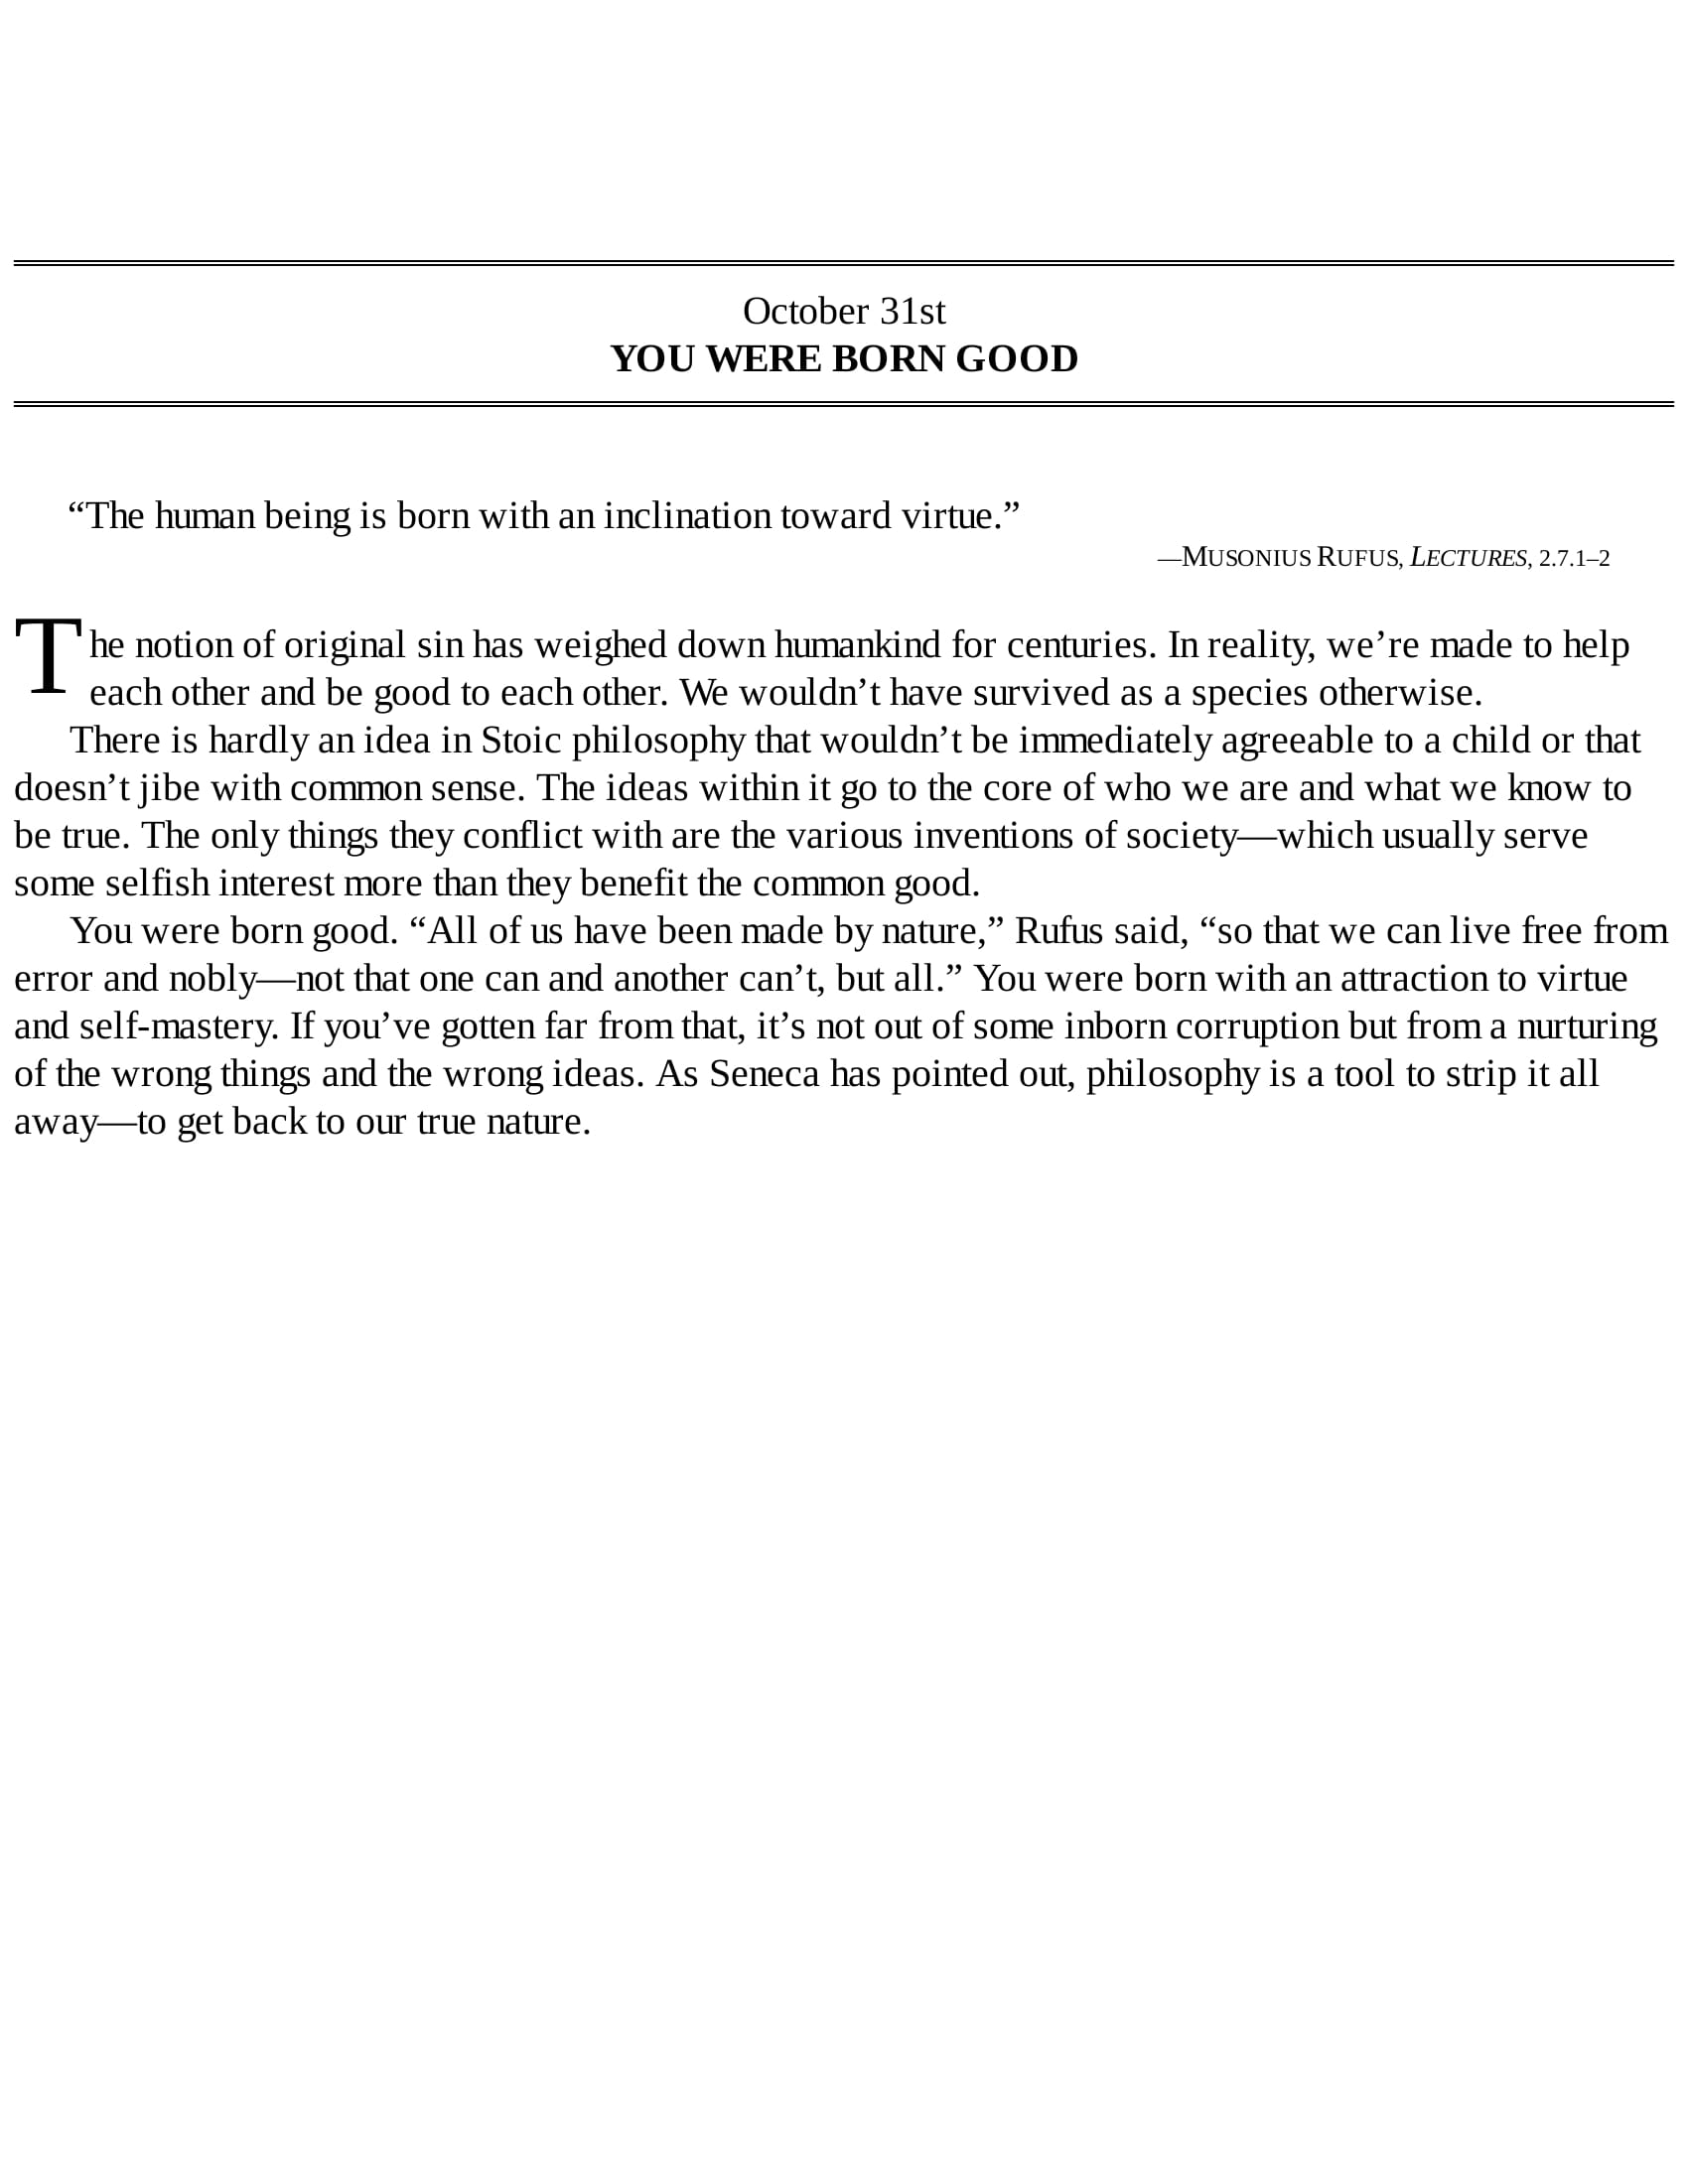 October 31st
YOU WERE BORN GOOD
“The human being is born with an inclination toward virtue.”
—MUSONIUS RUFUS, LECTURES, 2.7.1–2
The notion of original sin has weighed down humankind for centuries. In reality, we’re made to help
each other and be good to each other. We wouldn’t have survived as a species otherwise.
There is hardly an idea in Stoic philosophy that wouldn’t be immediately agreeable to a child or that
doesn’t jibe with common sense. The ideas within it go to the core of who we are and what we know to
be true. The only things they conflict with are the various inventions of society—which usually serve
some selfish interest more than they benefit the common good.
You were born good. “All of us have been made by nature,” Rufus said, “so that we can live free from
error and nobly—not that one can and another can’t, but all.” You were born with an attraction to virtue
and self-mastery. If you’ve gotten far from that, it’s not out of some inborn corruption but from a nurturing
of the wrong things and the wrong ideas. As Seneca has pointed out, philosophy is a tool to strip it all
away—to get back to our true nature.